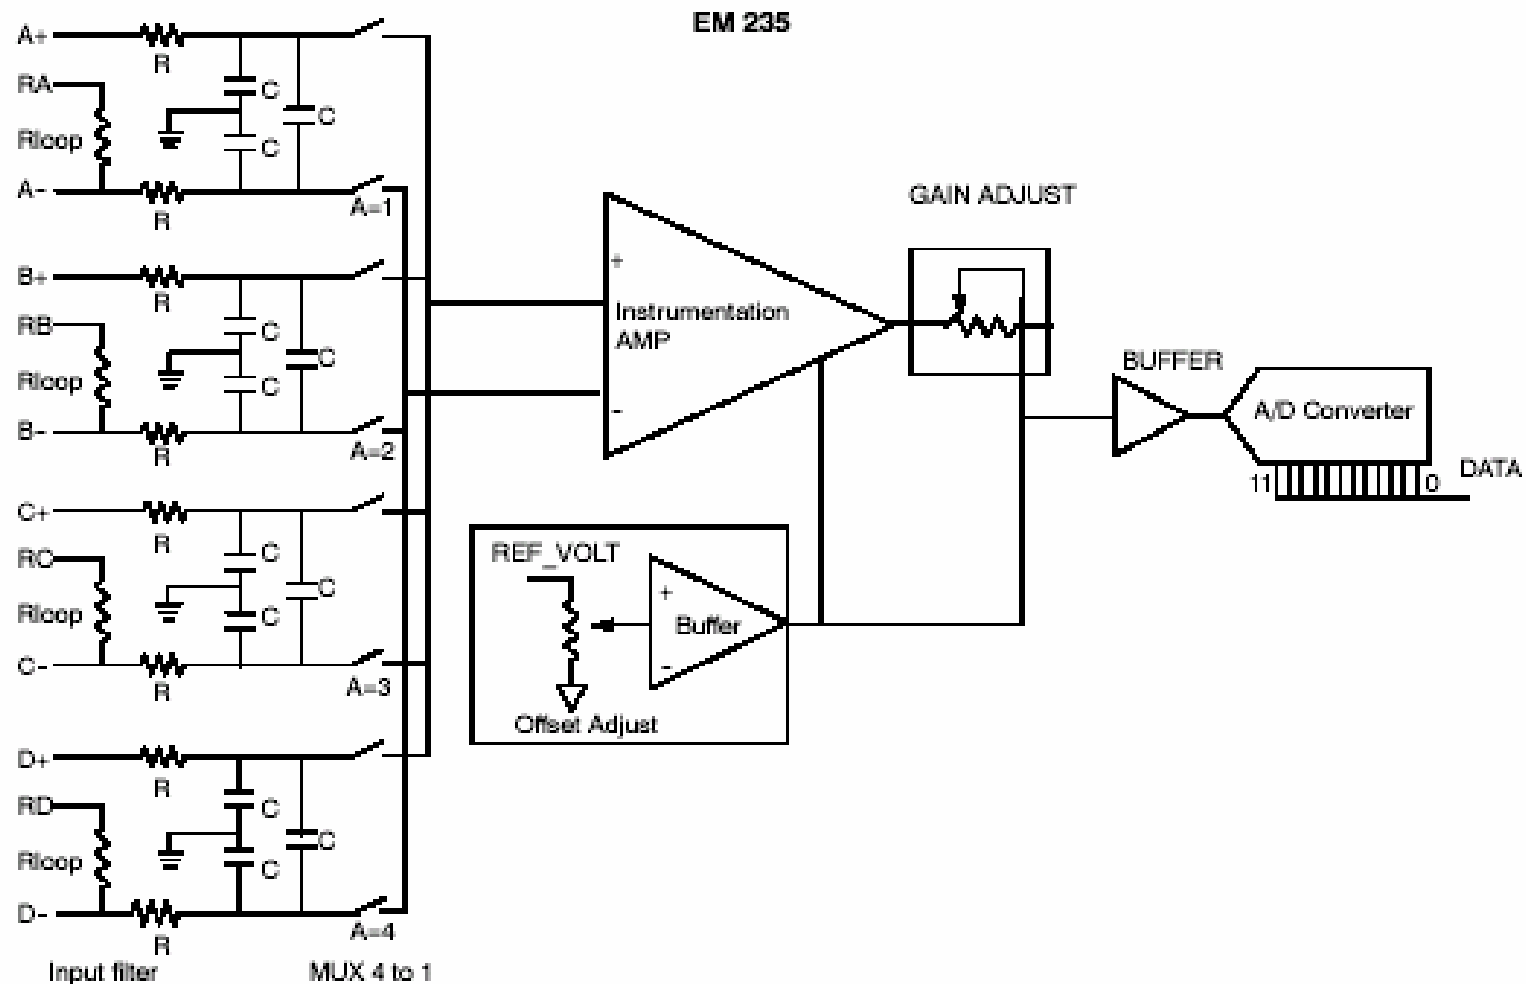 EM 235
A+
R
RA
C
C
Rloop
C
A-
R
A=1
B+
R
RB
C
C
Rloop
C
B-
R
A=2
C+
R
RC
C
C
Rloop
C
C-
R
A=3
D+
R
RD
C
C
Rloop
C
D-
R
A=4
Input filter
MUX 4 to 1
+
Instrumentation
AMP
-
GAIN ADJUST
REF_VOLT
+
Buffer
-
Offset Adjust
BUFFER
A/D Converter
11
0
DATA